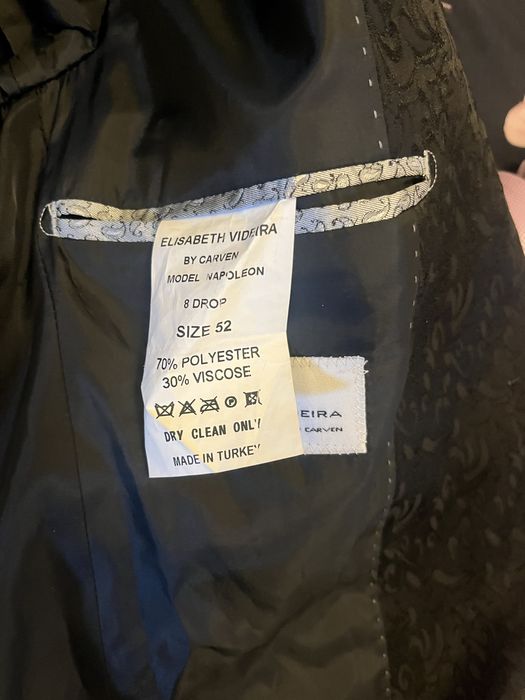 ELISABETH VIDEIRA
BY CARVEN
MODEL NAPOLEON
8 DROP
SIZE 52
70% POLYESTER
30% VISCOSE
DRY CLEAN ONLY
MADE IN TURKEY
EIRA
CARVEN